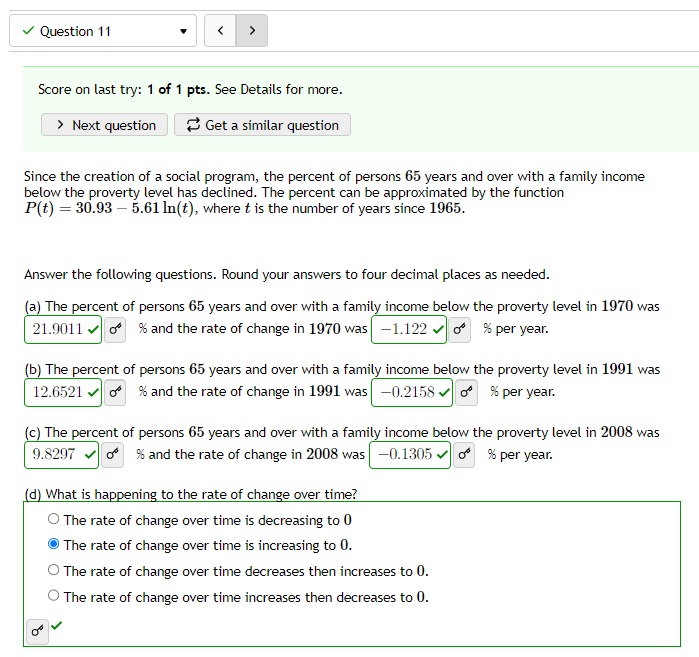 Question 11
Score on last try: 1 of 1 pts. See Details for more.
> Next question Get a similar question
Since the creation of a social program, the percent of persons 65 years and over with a family income
below the proverty level has declined. The percent can be approximated by the function
P(t) = 30.93 − 5.61 ln(t), where t is the number of years since 1965.
Answer the following questions. Round your answers to four decimal places as needed.
(a) The percent of persons 65 years and over with a family income below the proverty level in 1970 was
21.9011 % and the rate of change in 1970 was −1.122 % per year.
(b) The percent of persons 65 years and over with a family income below the proverty level in 1991 was
12.6521 % and the rate of change in 1991 was −0.2158 % per year.
(c) The percent of persons 65 years and over with a family income below the proverty level in 2008 was
9.8297 % and the rate of change in 2008 was −0.1305 % per year.
(d) What is happening to the rate of change over time?
The rate of change over time is decreasing to 0
The rate of change over time is increasing to 0.
The rate of change over time decreases then increases to 0.
The rate of change over time increases then decreases to 0.